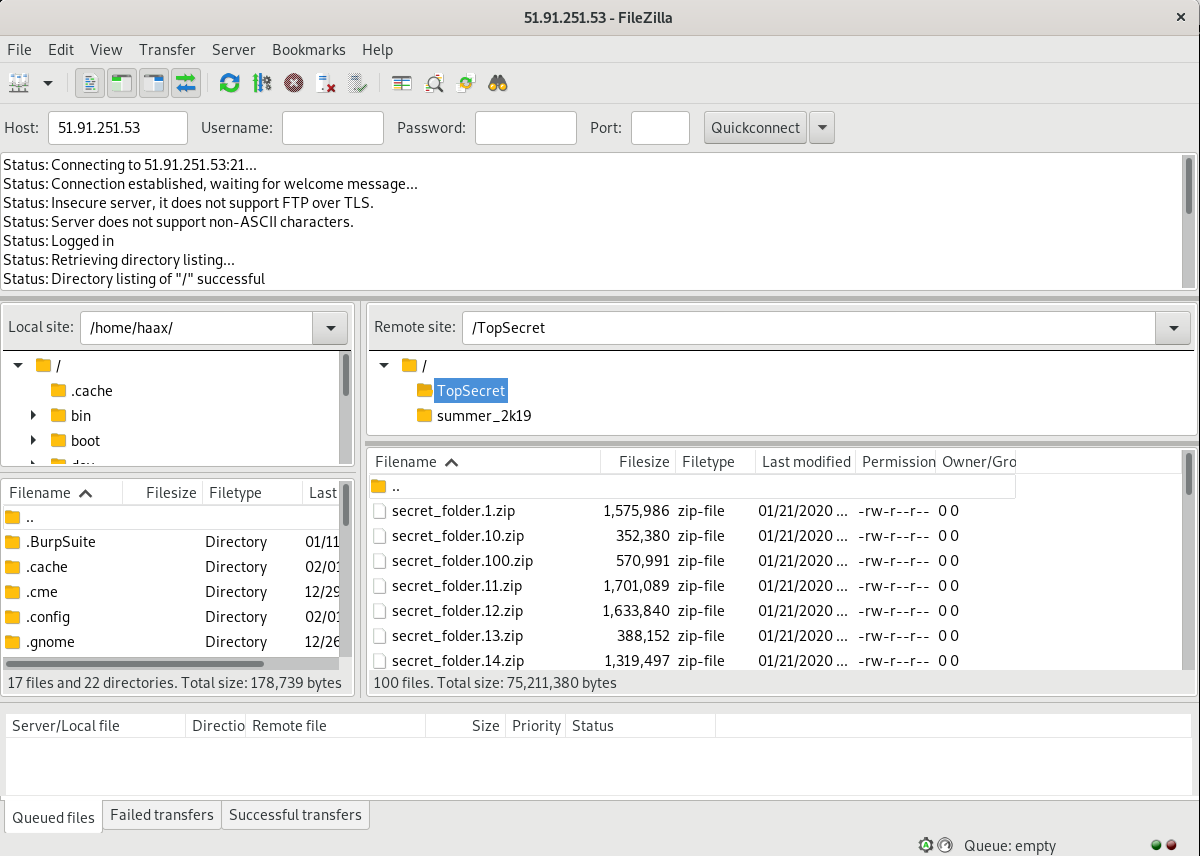 51.91.251.53 - FileZilla
File Edit View Transfer Server Bookmarks Help
Host: 51.91.251.53 Username: Password: Port: Quickconnect
Status: Connecting to 51.91.251.53:21...
Status: Connection established, waiting for welcome message...
Status: Insecure server, it does not support FTP over TLS.
Status: Server does not support non-ASCII characters.
Status: Logged in
Status: Retrieving directory listing...
Status: Directory listing of "/" successful
Local site: /home/haax/
/
.cache
bin
boot
Filename Filesize Filetype Last
..
.BurpSuite Directory 01/11
.cache Directory 02/01
.cme Directory 12/29
.config Directory 02/01
.gnome Directory 12/26
17 files and 22 directories. Total size: 178,739 bytes
Remote site: /TopSecret
/
TopSecret
summer_2k19
Filename Filesize Filetype Last modified Permission Owner/Gro
..
secret_folder.1.zip 1,575,986 zip-file 01/21/2020 ... -rw-r--r-- 0 0
secret_folder.10.zip 352,380 zip-file 01/21/2020 ... -rw-r--r-- 0 0
secret_folder.100.zip 570,991 zip-file 01/21/2020 ... -rw-r--r-- 0 0
secret_folder.11.zip 1,701,089 zip-file 01/21/2020 ... -rw-r--r-- 0 0
secret_folder.12.zip 1,633,840 zip-file 01/21/2020 ... -rw-r--r-- 0 0
secret_folder.13.zip 388,152 zip-file 01/21/2020 ... -rw-r--r-- 0 0
secret_folder.14.zip 1,319,497 zip-file 01/21/2020 ... -rw-r--r-- 0 0
100 files. Total size: 75,211,380 bytes
Server/Local file Directio Remote file Size Priority Status
Queued files Failed transfers Successful transfers
Queue: empty